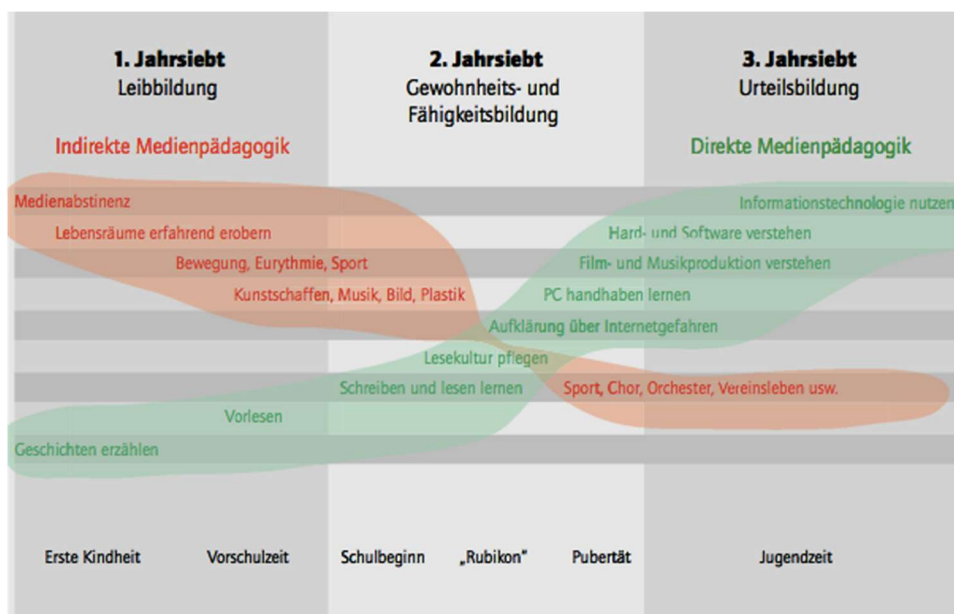 1. Jahrsiebt
Leibbildung
2. Jahrsiebt
Gewohnheits- und
Fähigkeitsbildung
3. Jahrsiebt
Urteilsbildung
Indirekte Medienpädagogik
Direkte Medienpädagogik
Medienabstinenz
Informationstechnologie nutzen
Lebensräume erfahrend erobern
Hard- und Software verstehen
Bewegung, Eurythmie, Sport
Film- und Musikproduktion verstehen
Kunstschaffen, Musik, Bild, Plastik
PC handhaben lernen
Aufklärung über Internetgefahren
Lesekultur pflegen
Schreiben und lesen lernen
Sport, Chor, Orchester, Vereinsleben usw.
Vorlesen
Geschichten erzählen
Erste Kindheit
Vorschulzeit
Schulbeginn
„Rubikon“
Pubertät
Jugendzeit